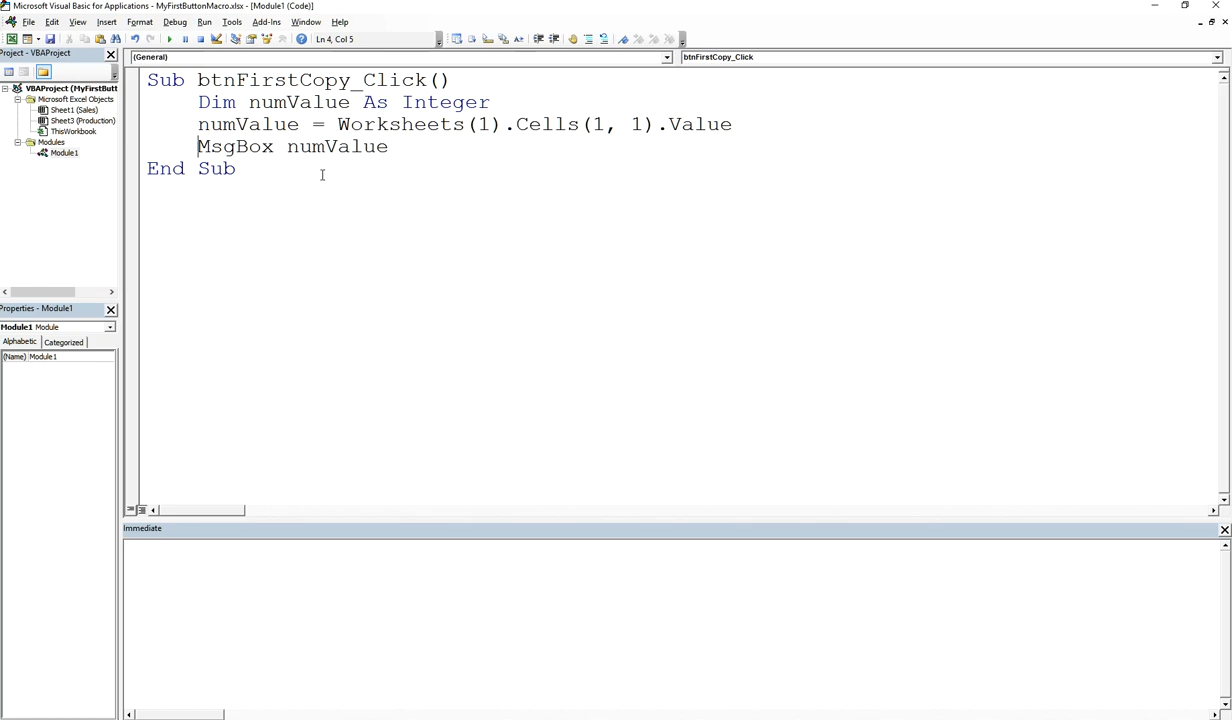 Microsoft Visual Basic for Applications - MyFirstButtonMacro.xlsx - [Module1 (Code)]
File Edit View Insert Format Debug Run Tools Add-Ins Window Help
Ln 4, Col 5
Project - VBAProject
(General) btnFirstCopy_Click
VBAProject (MyFirstButt
Microsoft Excel Objects
Sheet1 (Sales)
Sheet3 (Production)
ThisWorkbook
Modules
Module1
Sub btnFirstCopy_Click()
Dim numValue As Integer
numValue = Worksheets(1).Cells(1, 1).Value
MsgBox numValue
End Sub
Properties - Module1
Module1 Module
Alphabetic Categorized
(Name) Module1
Immediate